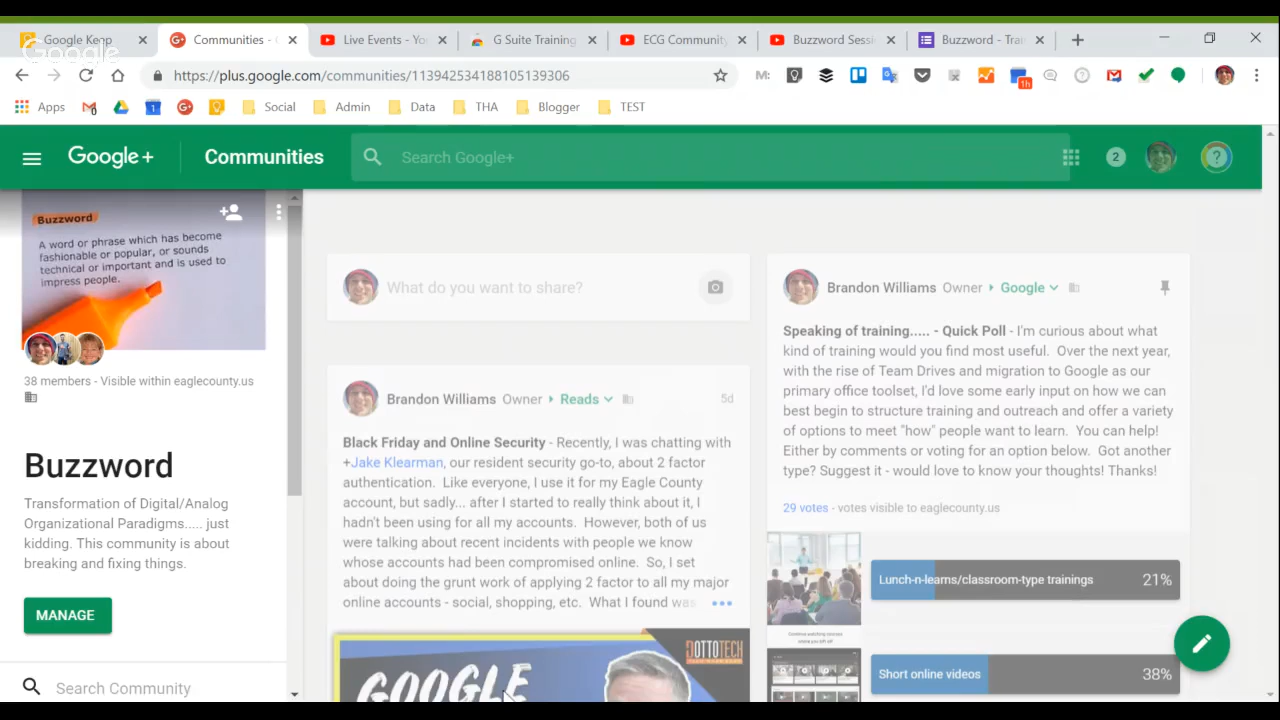 Google Keep
Communities -
Live Events - Yo
G Suite Training
ECG Community
Buzzword Sess
Buzzword - Trai
Google
https://plus.google.com/communities/113942534188105139306
M:
1h
Apps
Social
Admin
Data
THA
Blogger
TEST
Google+
Communities
Search Google+
2
?
Buzzword
A word or phrase which has become
fashionable or popular, or sounds
technical or important and is used to
impress people.
38 members - Visible within eaglecounty.us
Buzzword
Transformation of Digital/Analog
Organizational Paradigms..... just
kidding. This community is about
breaking and fixing things.
MANAGE
Search Community
What do you want to share?
Brandon Williams Owner Reads 5d
Black Friday and Online Security - Recently, I was chatting with
+Jake Klearman, our resident security go-to, about 2 factor
authentication. Like everyone, I use it for my Eagle County
account, but sadly... after I started to really think about it, I
hadn't been using for all my accounts. However, both of us
were talking about recent incidents with people we know
whose accounts had been compromised online. So, I set
about doing the grunt work of applying 2 factor to all my major
online accounts - social, shopping, etc. What I found was
GOOGLE
DOTTOTECH
Brandon Williams Owner Google
Speaking of training..... - Quick Poll - I'm curious about what
kind of training would you find most useful. Over the next year,
with the rise of Team Drives and migration to Google as our
primary office toolset, I'd love some early input on how we can
best begin to structure training and outreach and offer a variety
of options to meet "how" people want to learn. You can help!
Either by comments or voting for an option below. Got another
type? Suggest it - would love to know your thoughts! Thanks!
29 votes - votes visible to eaglecounty.us
Lunch-n-learns/classroom-type trainings 21%
Short online videos 38%